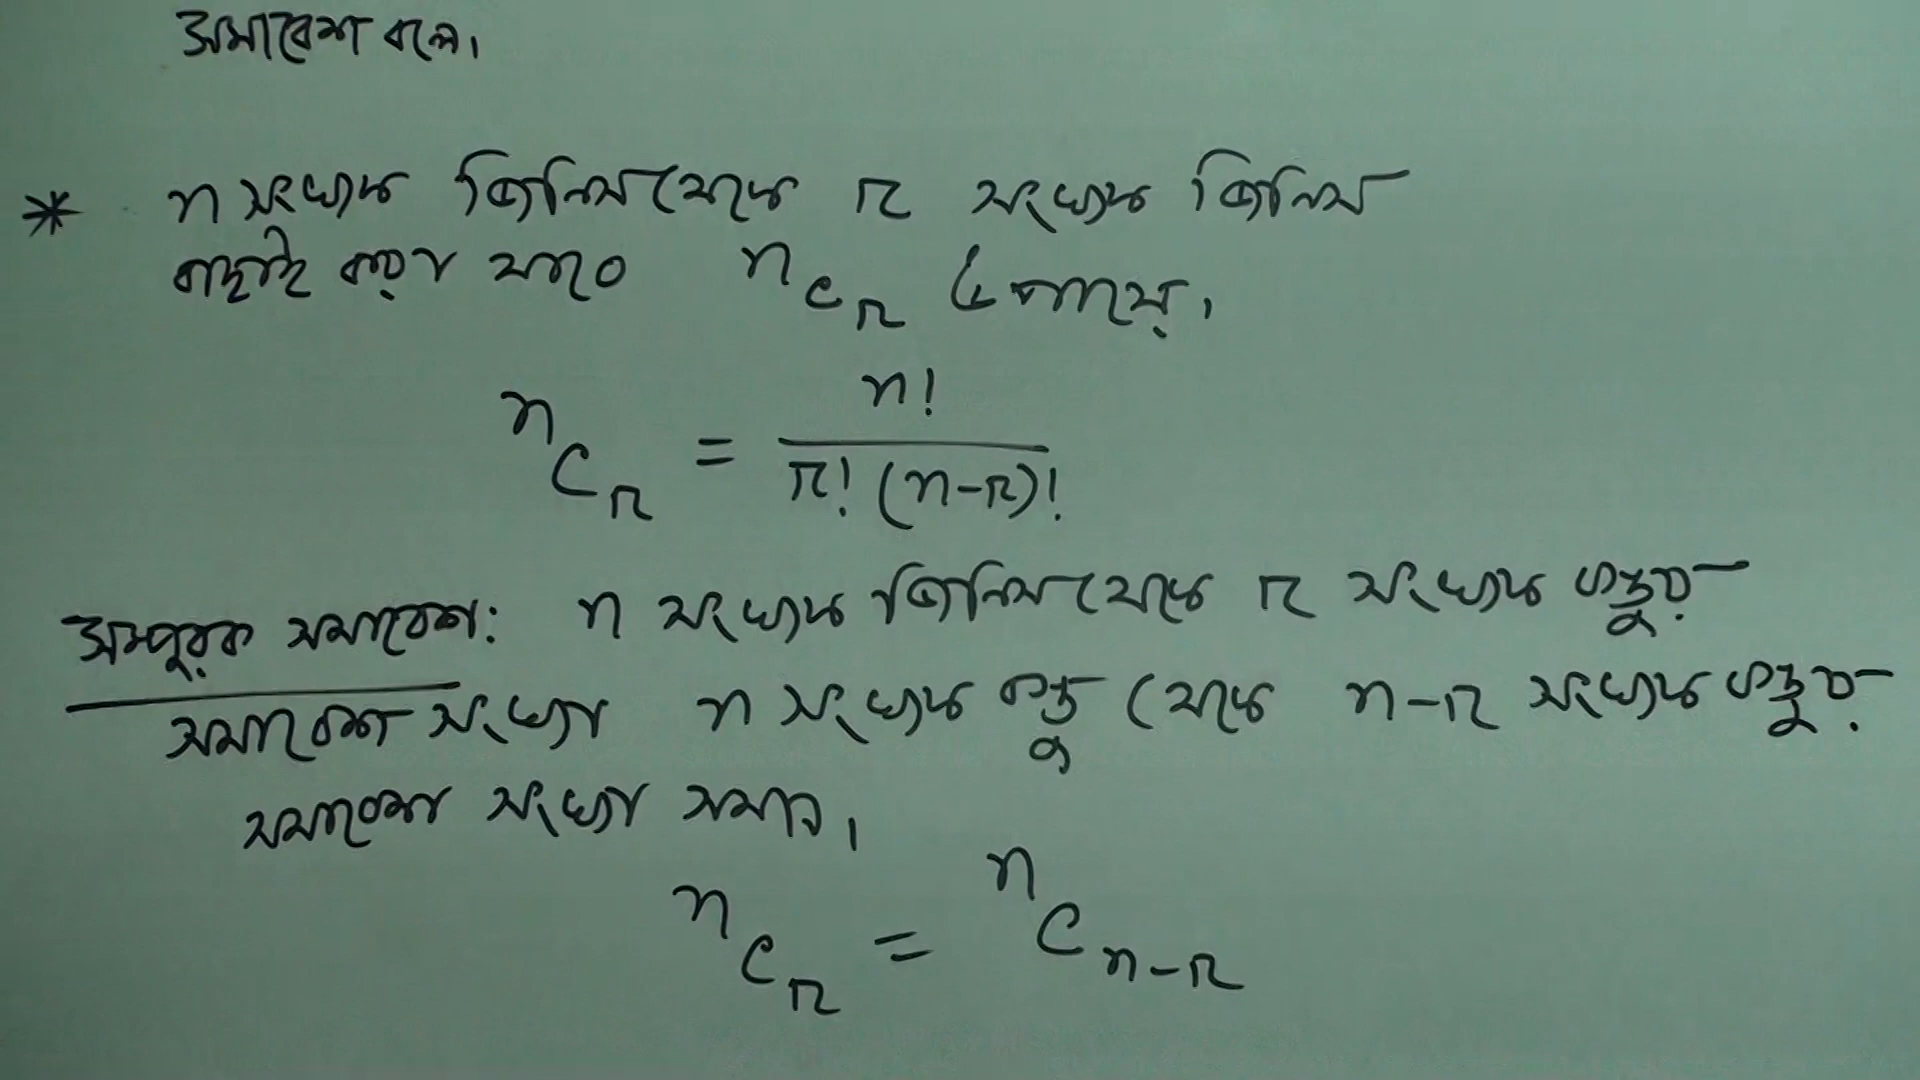 সমাবেশ বলে।
* n সংখ্যক জিনিস থেকে r সংখ্যক জিনিস
বাছাই করা যাবে ⁿCᵣ উপায়ে।
ⁿCᵣ = n! / r! (n-r)!
সম্পূরক সমাবেশ: n সংখ্যক জিনিস থেকে r সংখ্যক বস্তুর
সমাবেশ সংখ্যা n সংখ্যক বস্তু থেকে n-r সংখ্যক বস্তুর
সমাবেশ সংখ্যা সমান।
ⁿCᵣ = ⁿCₙ₋ᵣ